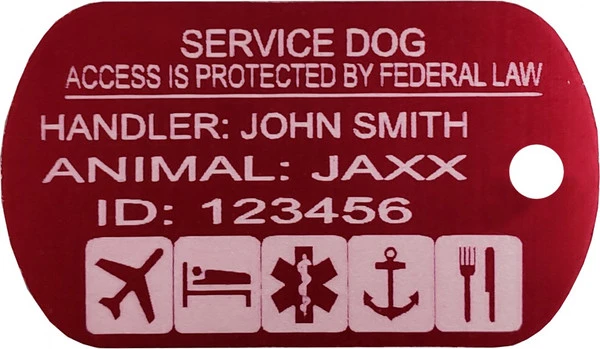 SERVICE DOG
ACCESS IS PROTECTED BY FEDERAL LAW
HANDLER: JOHN SMITH
ANIMAL: JAXX
ID: 123456